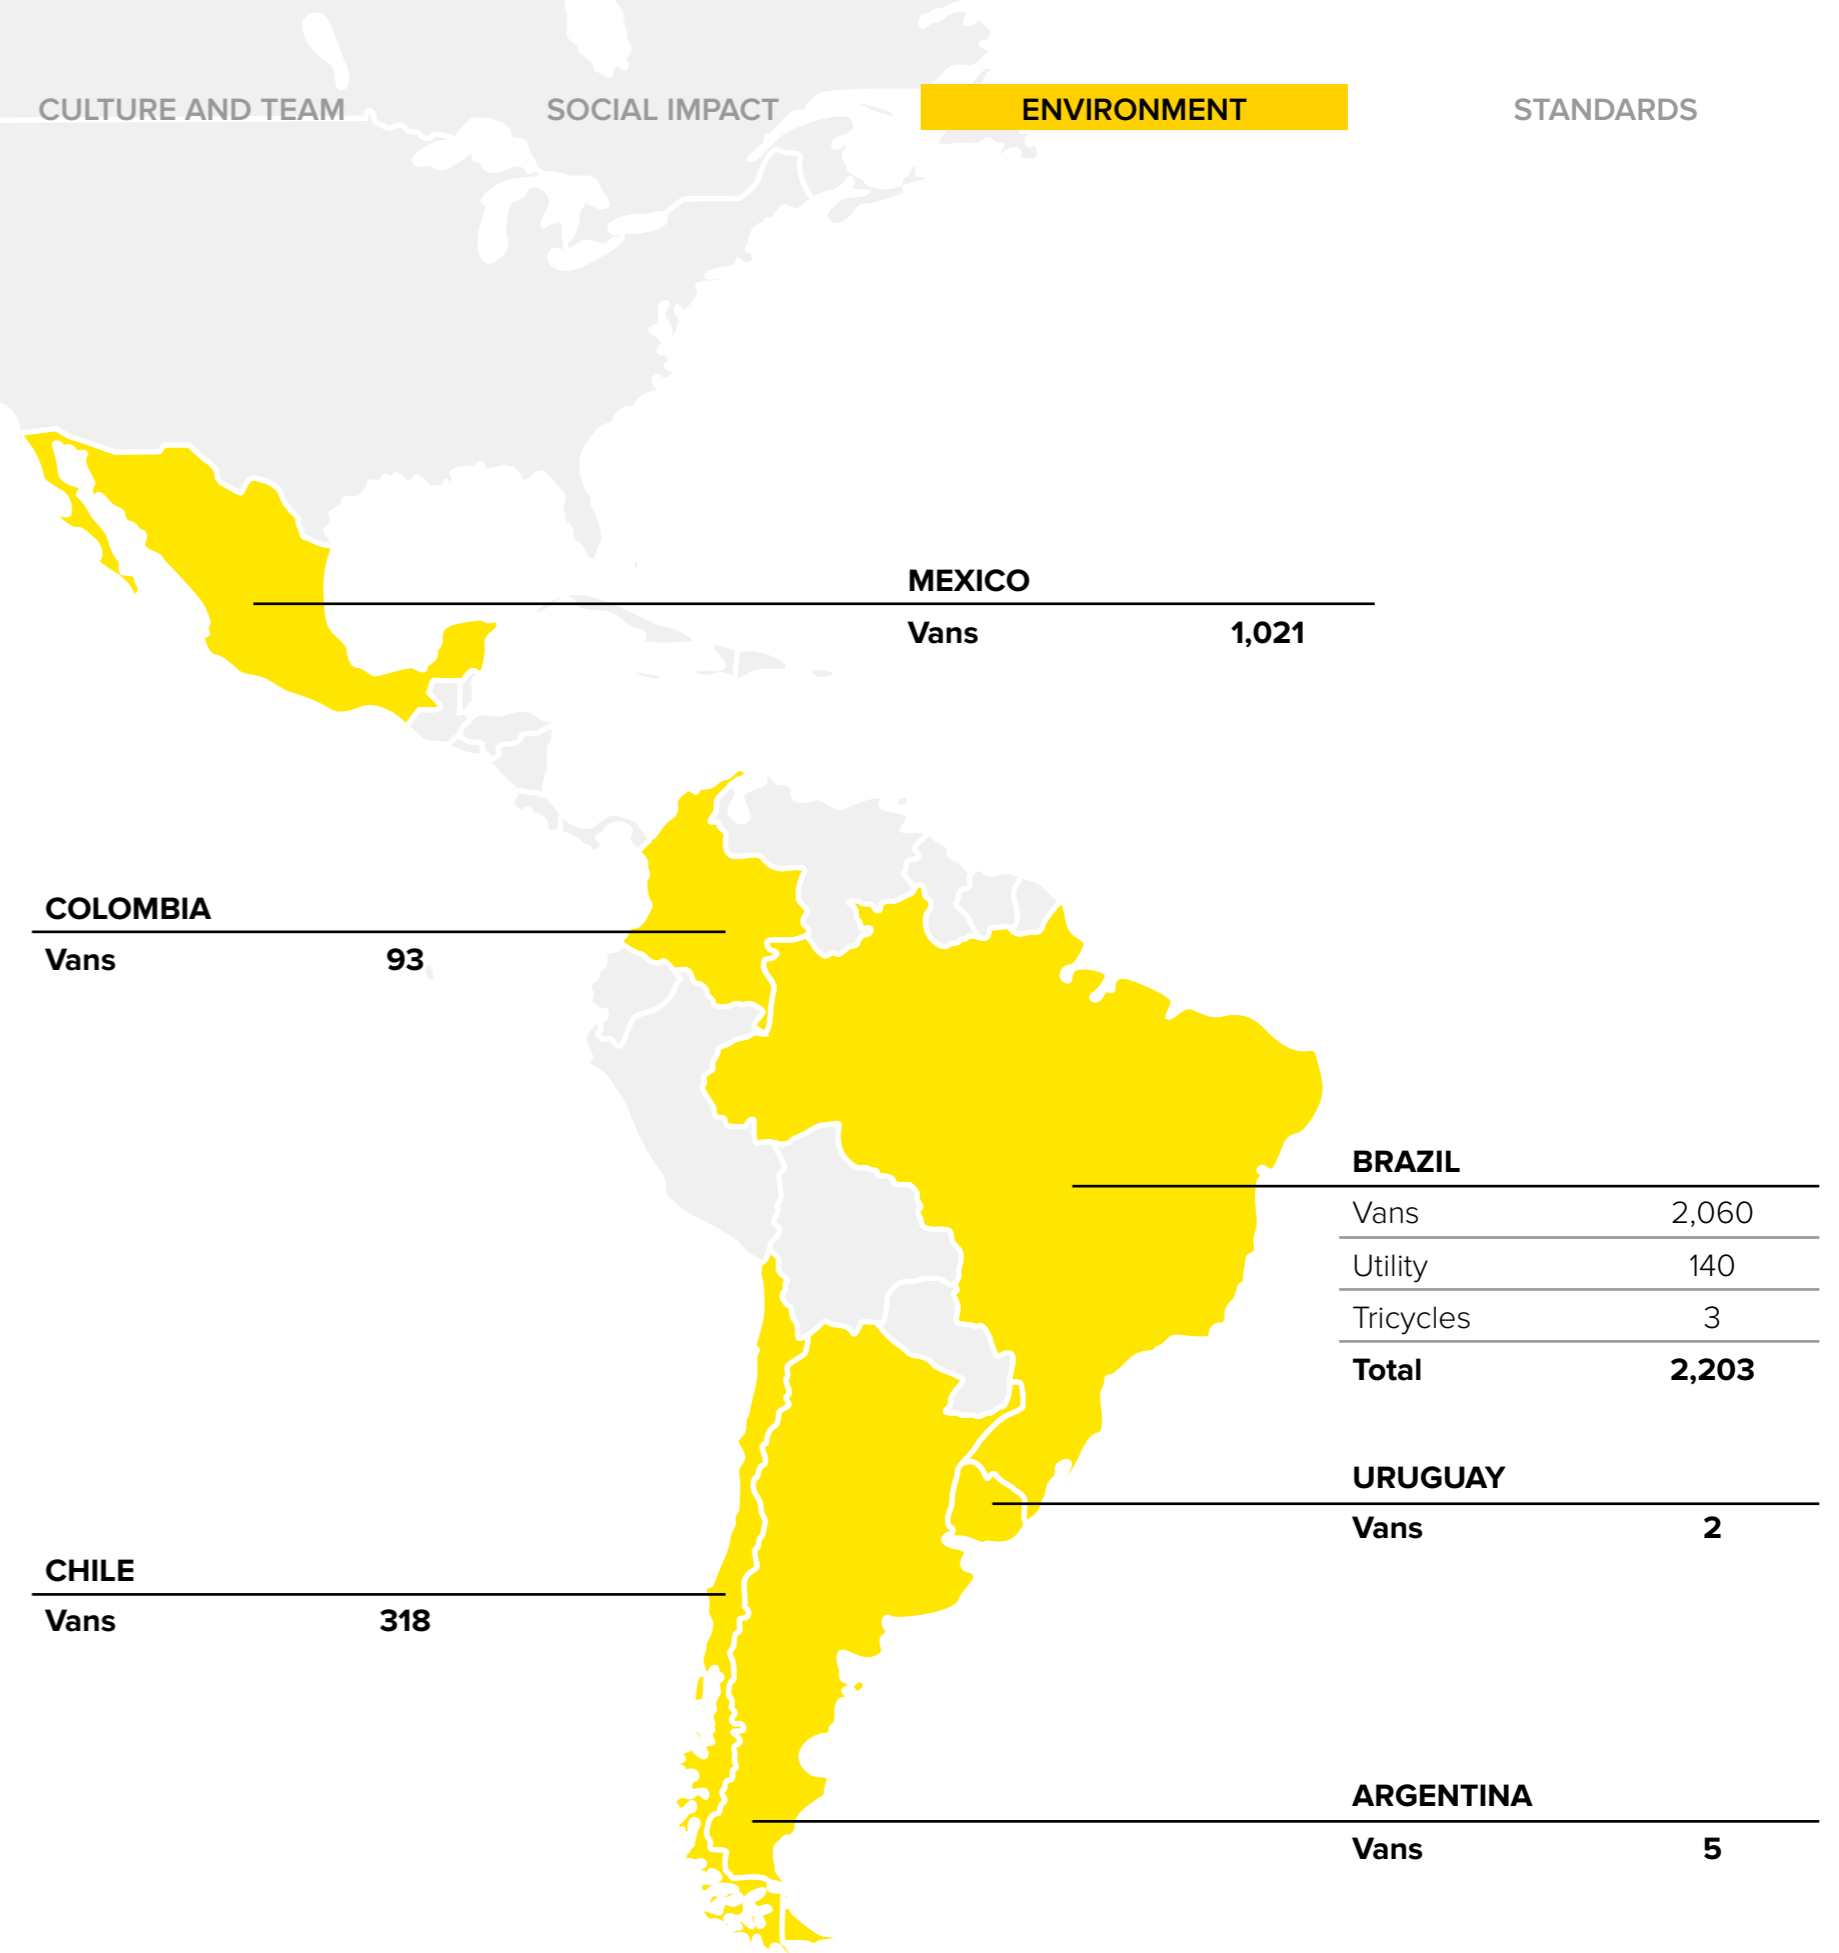 CULTURE AND TEAM SOCIAL IMPACT ENVIRONMENT STANDARDS
MEXICO
Vans 1,021
COLOMBIA
Vans 93
BRAZIL
Vans 2,060
Utility 140
Tricycles 3
Total 2,203
URUGUAY
Vans 2
CHILE
Vans 318
ARGENTINA
Vans 5